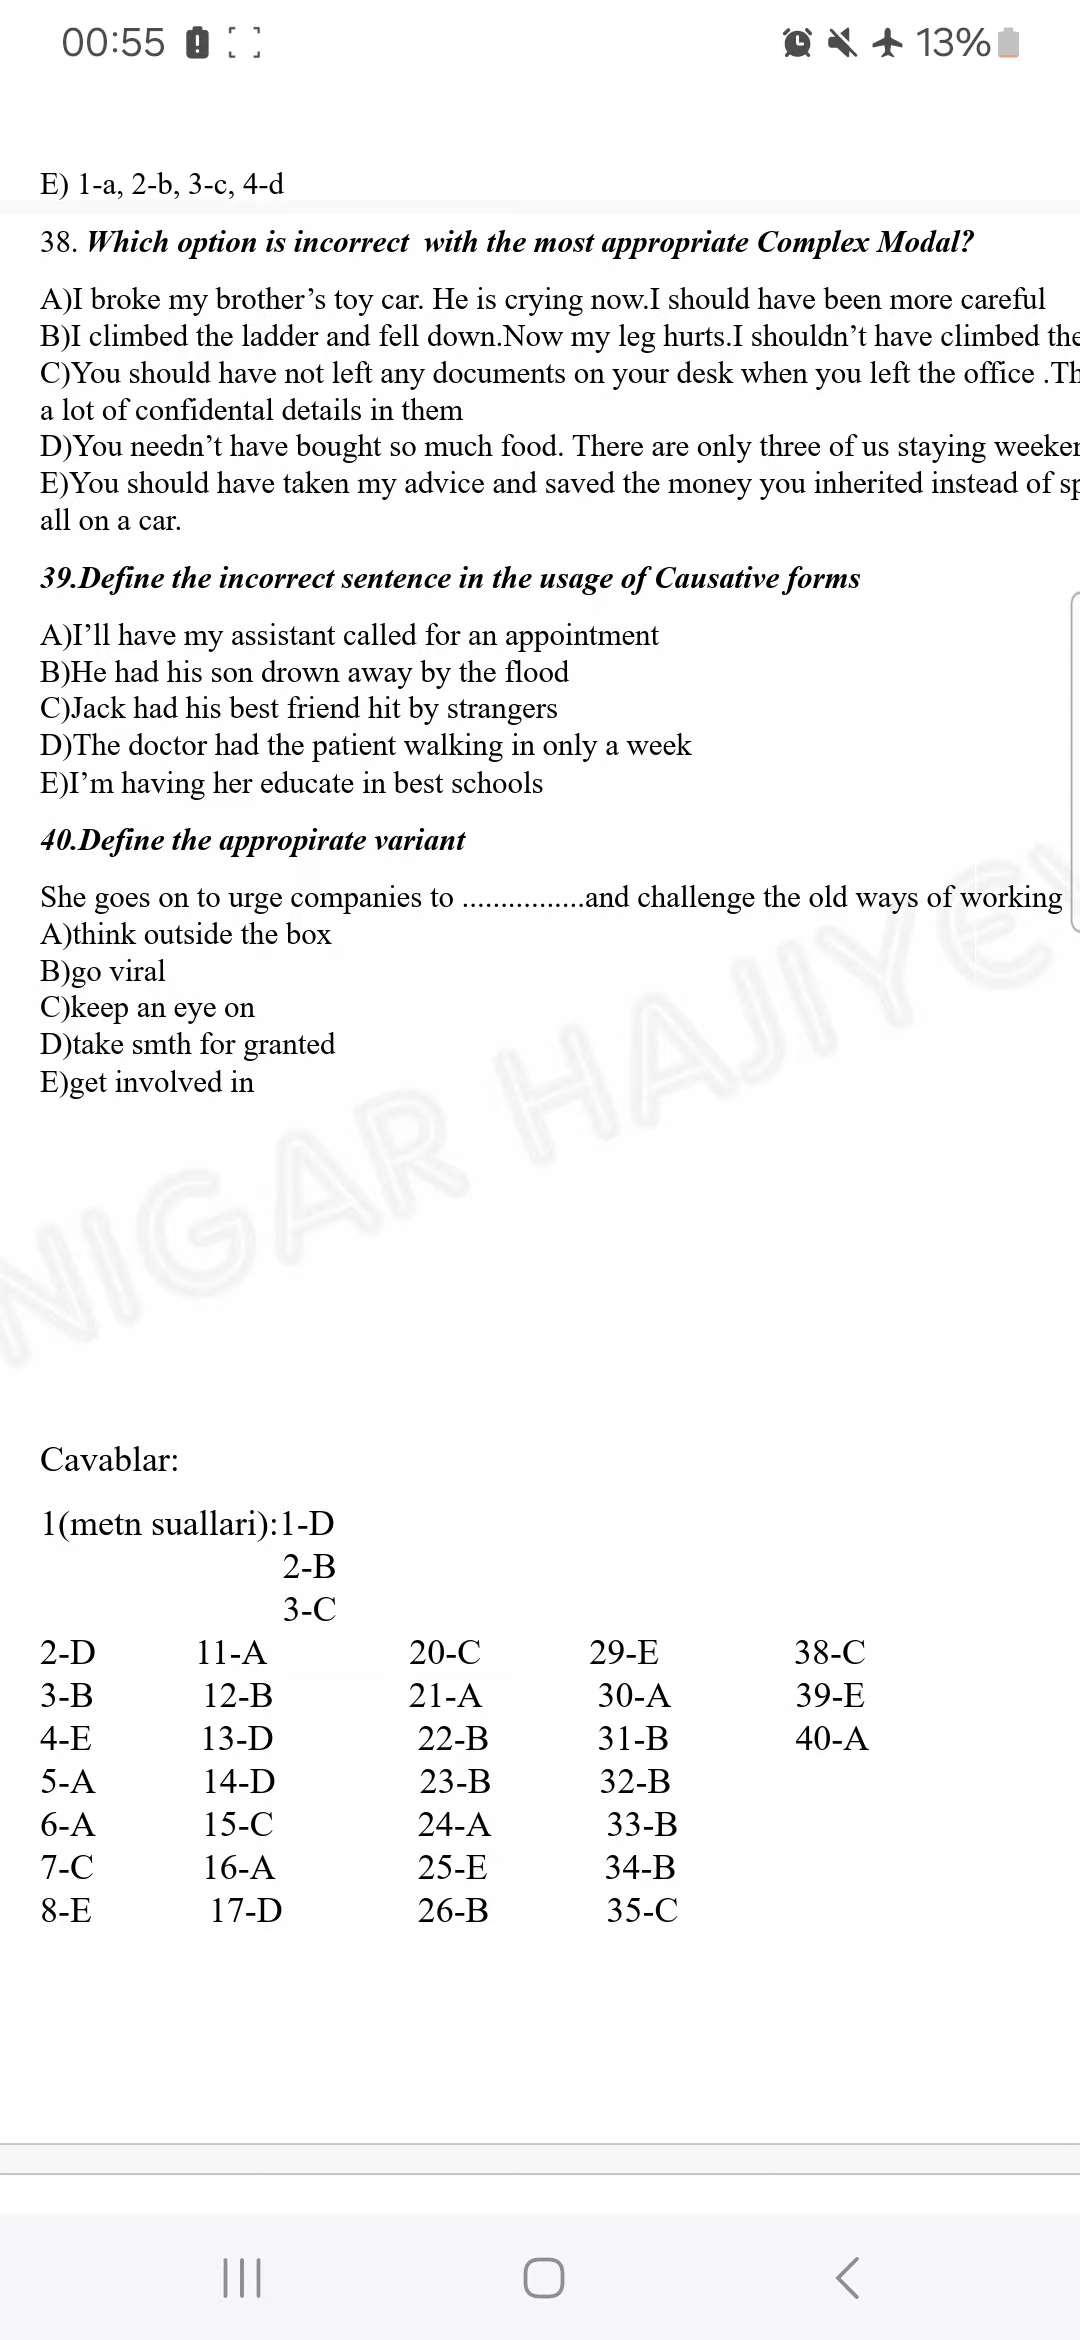 00:55
13%
E) 1-a, 2-b, 3-c, 4-d
38. Which option is incorrect with the most appropriate Complex Modal?
A)I broke my brother’s toy car. He is crying now.I should have been more careful
B)I climbed the ladder and fell down.Now my leg hurts.I shouldn’t have climbed the
C)You should have not left any documents on your desk when you left the office .Th
a lot of confidental details in them
D)You needn’t have bought so much food. There are only three of us staying weeken
E)You should have taken my advice and saved the money you inherited instead of sp
all on a car.
39.Define the incorrect sentence in the usage of Causative forms
A)I’ll have my assistant called for an appointment
B)He had his son drown away by the flood
C)Jack had his best friend hit by strangers
D)The doctor had the patient walking in only a week
E)I’m having her educate in best schools
40.Define the appropirate variant
She goes on to urge companies to ................and challenge the old ways of working
A)think outside the box
B)go viral
C)keep an eye on
D)take smth for granted
E)get involved in
NIGAR HAJIYEV
Cavablar:
1(metn suallari):1-D
2-B
3-C
2-D 11-A 20-C 29-E 38-C
3-B 12-B 21-A 30-A 39-E
4-E 13-D 22-B 31-B 40-A
5-A 14-D 23-B 32-B
6-A 15-C 24-A 33-B
7-C 16-A 25-E 34-B
8-E 17-D 26-B 35-C